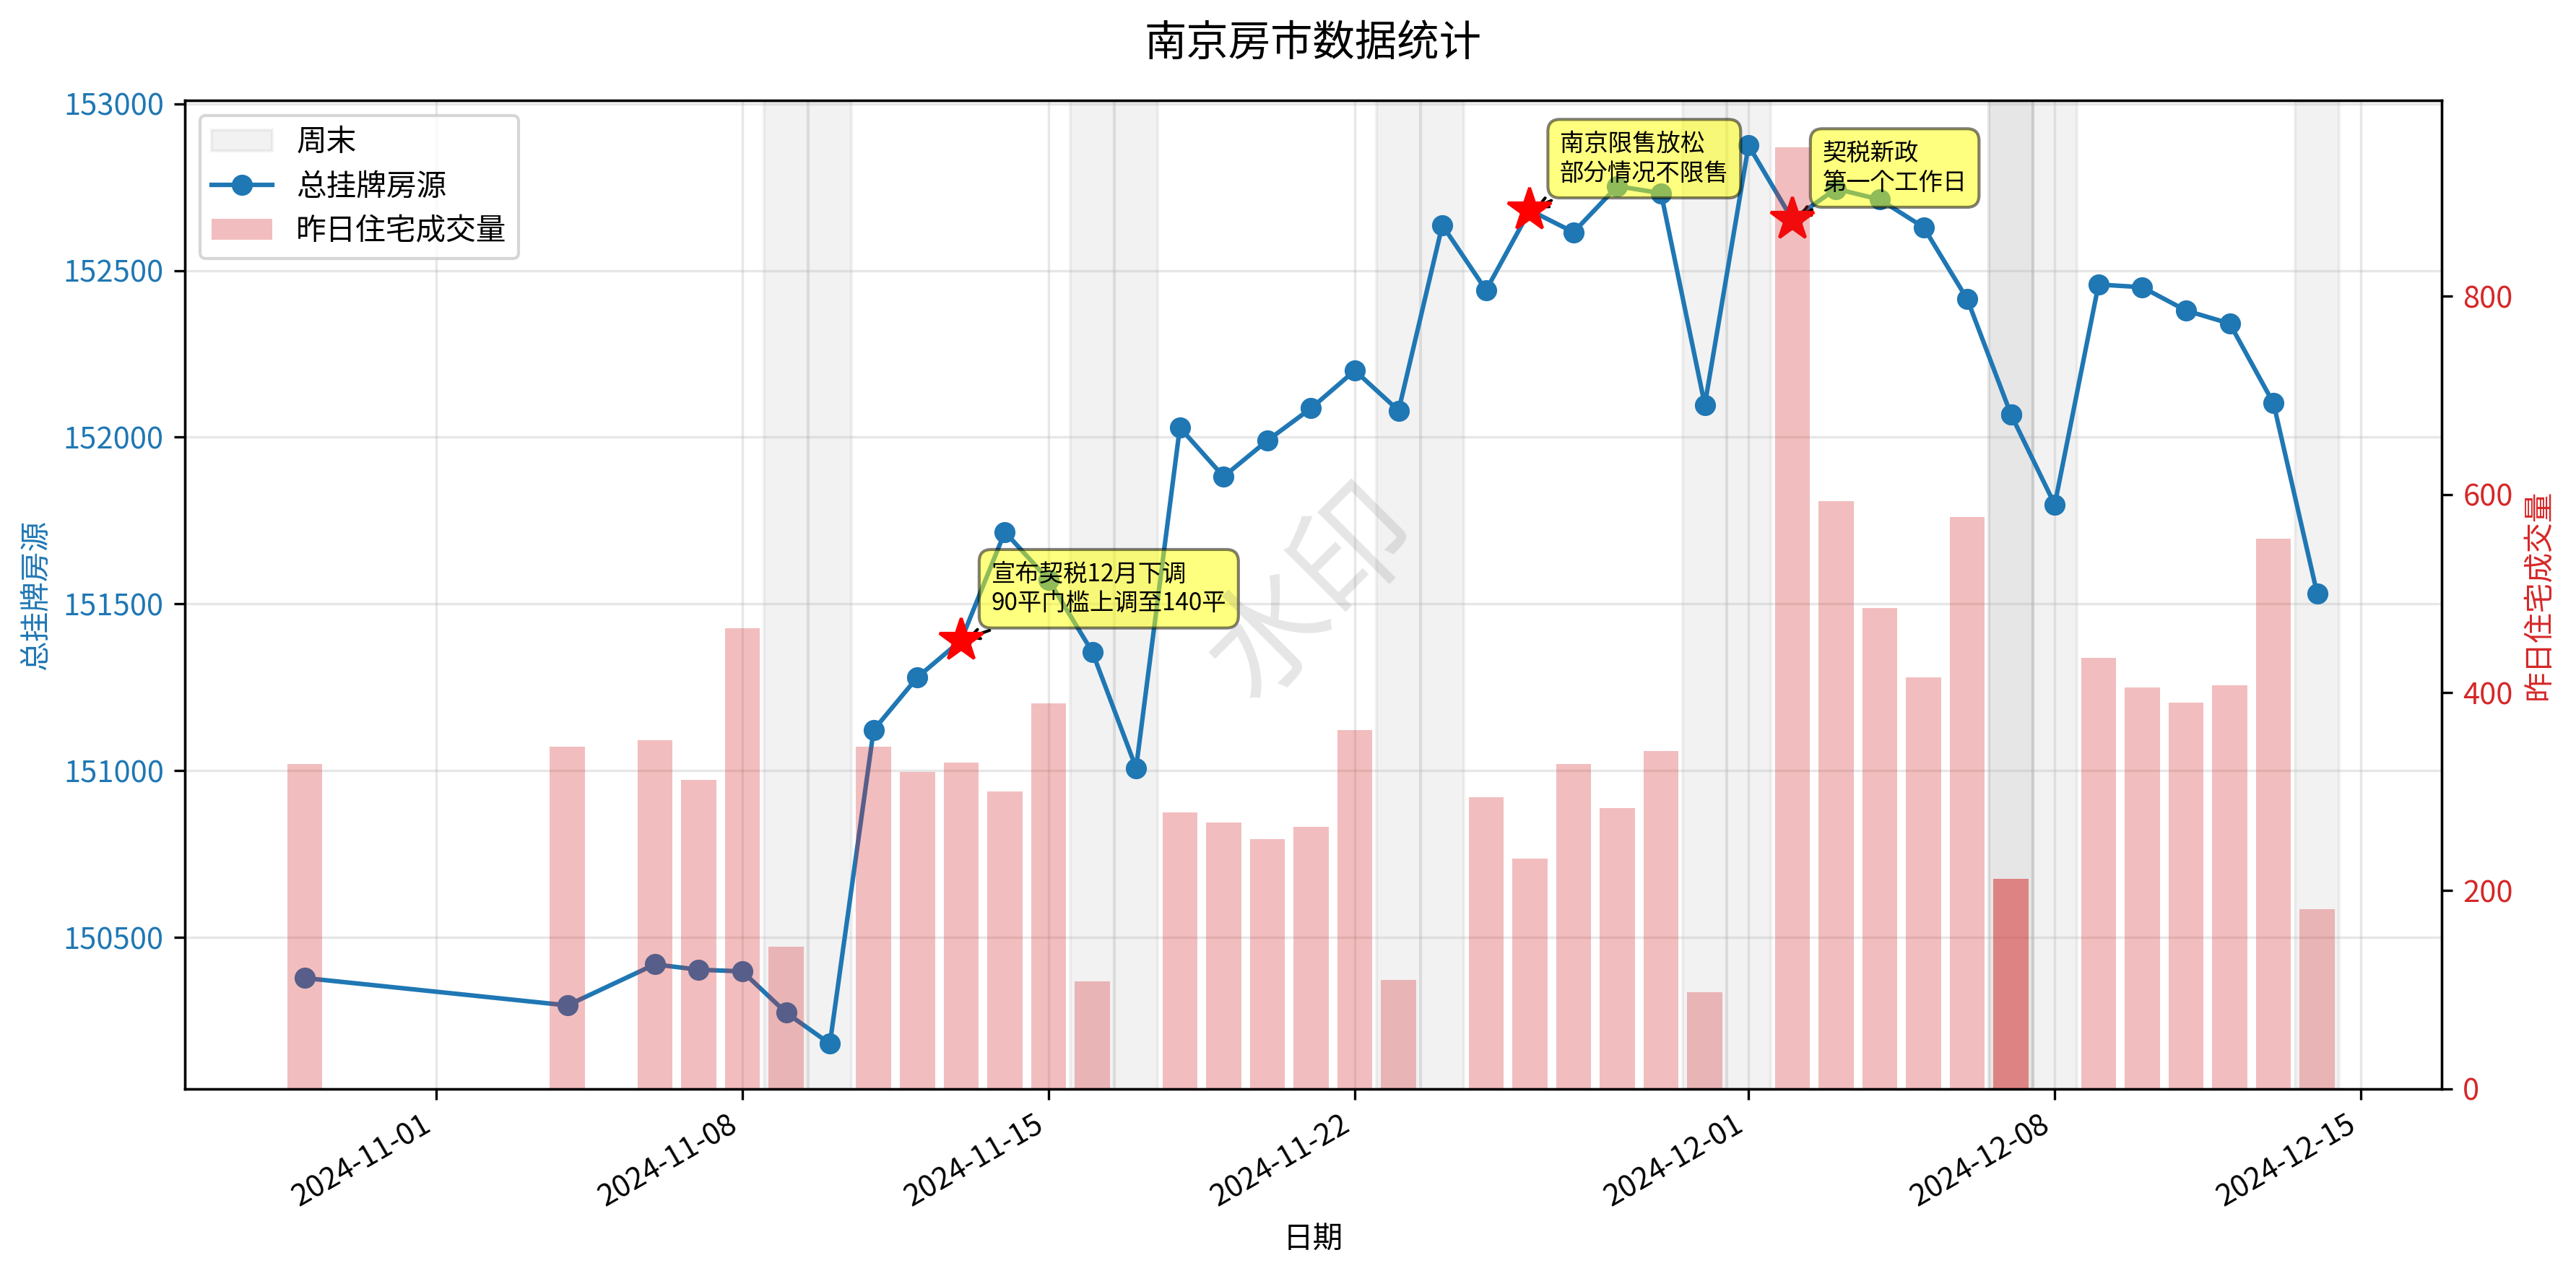 南京房市数据统计
153000
152500
152000
151500
151000
150500
总挂牌房源
周末
总挂牌房源
昨日住宅成交量
南京限售放松
部分情况不限售
契税新政
第一个工作日
宣布契税12月下调
90平门槛上调至140平
水印
800
600
400
200
0
昨日住宅成交量
2024-11-01
2024-11-08
2024-11-15
2024-11-22
2024-12-01
2024-12-08
2024-12-15
日期